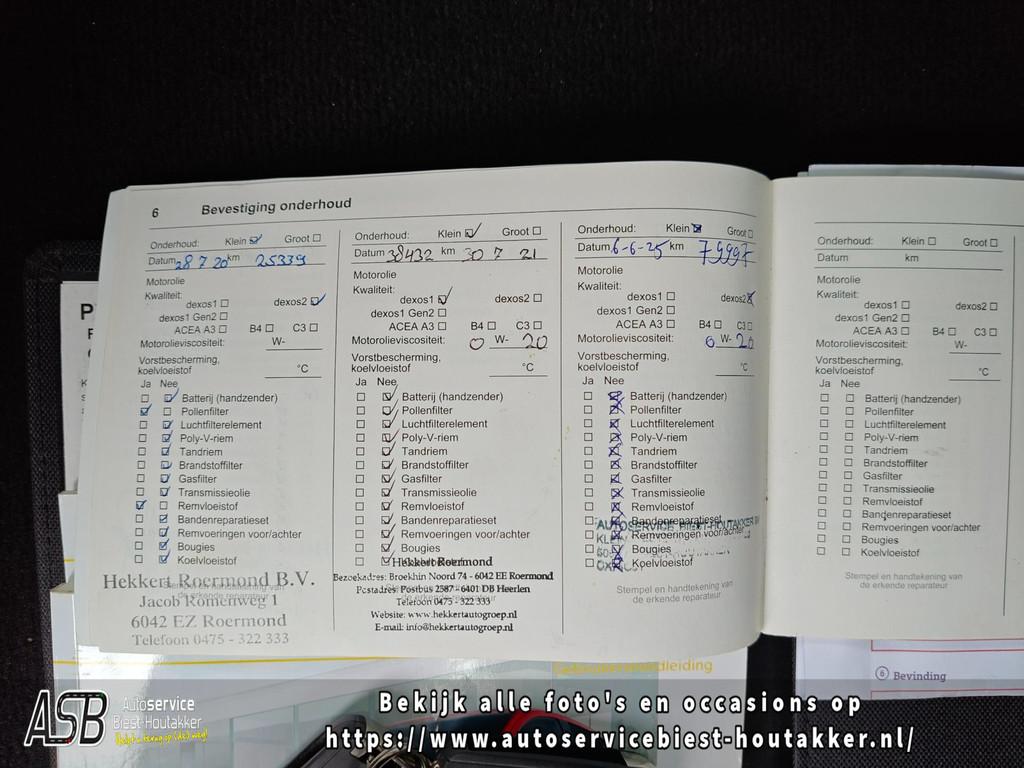 6 Bevestiging onderhoud
Onderhoud: Klein Groot
Datum 28 7 20 km 25339
Motorolie
Kwaliteit:
dexos1 dexos2
dexos1 Gen2
ACEA A3 B4 C3
Motorolieviscositeit: W-
Vorstbescherming,
koelvloeistof °C
Ja Nee
Batterij (handzender)
Pollenfilter
Luchtfilterelement
Poly-V-riem
Tandriem
Brandstoffilter
Gasfilter
Transmissieolie
Remvloeistof
Bandenreparatieset
Remvoeringen voor/achter
Bougies
Koelvloeistof
Hekkert Roermond B.V.
Jacob Romenweg 1
6042 EZ Roermond
Telefoon 0475 - 322 333
Onderhoud: Klein Groot
Datum 38432 km 30 7 21
Motorolie
Kwaliteit:
dexos1 dexos2
dexos1 Gen2
ACEA A3 B4 C3
Motorolieviscositeit: 0 W- 20
Vorstbescherming,
koelvloeistof °C
Ja Nee
Batterij (handzender)
Pollenfilter
Luchtfilterelement
Poly-V-riem
Tandriem
Brandstoffilter
Gasfilter
Transmissieolie
Remvloeistof
Bandenreparatieset
Remvoeringen voor/achter
Bougies
Hekkert Roermond
Bezoekadres: Broekhin Noord 74 - 6042 EE Roermond
Postadres: Postbus 2587 - 6401 DB Heerlen
Telefoon 0475 - 322 333
Website: www.hekkertautogroep.nl
E-mail: info@hekkertautogroep.nl
Onderhoud: Klein Groot
Datum 6-6-25 km 79997
Motorolie
Kwaliteit:
dexos1 dexos2
dexos1 Gen2
ACEA A3 B4 C3
Motorolieviscositeit: 0 W- 20
Vorstbescherming,
koelvloeistof °C
Ja Nee
Batterij (handzender)
Pollenfilter
Luchtfilterelement
Poly-V-riem
Tandriem
Brandstoffilter
Gasfilter
Transmissieolie
Remvloeistof
Bandenreparatieset
AUTOSERVICE BIEST-HOUTAKKER
Remvoeringen voor/achter
Bougies
Koelvloeistof
Stempel en handtekening van
de erkende reparateur
Onderhoud: Klein Groot
Datum km
Motorolie
Kwaliteit:
dexos1 dexos2
dexos1 Gen2
ACEA A3 B4 C3
Motorolieviscositeit: W-
Vorstbescherming,
koelvloeistof °C
Ja Nee
Batterij (handzender)
Pollenfilter
Luchtfilterelement
Poly-V-riem
Tandriem
Brandstoffilter
Gasfilter
Transmissieolie
Remvloeistof
Bandenreparatieset
Remvoeringen voor/achter
Bougies
Koelvloeistof
Stempel en handtekening van
de erkende reparateur
6 Bevinding
ASB Autoservice
Biest-Houtakker
Bekijk alle foto's en occasions op
https://www.autoservicebiest-houtakker.nl/